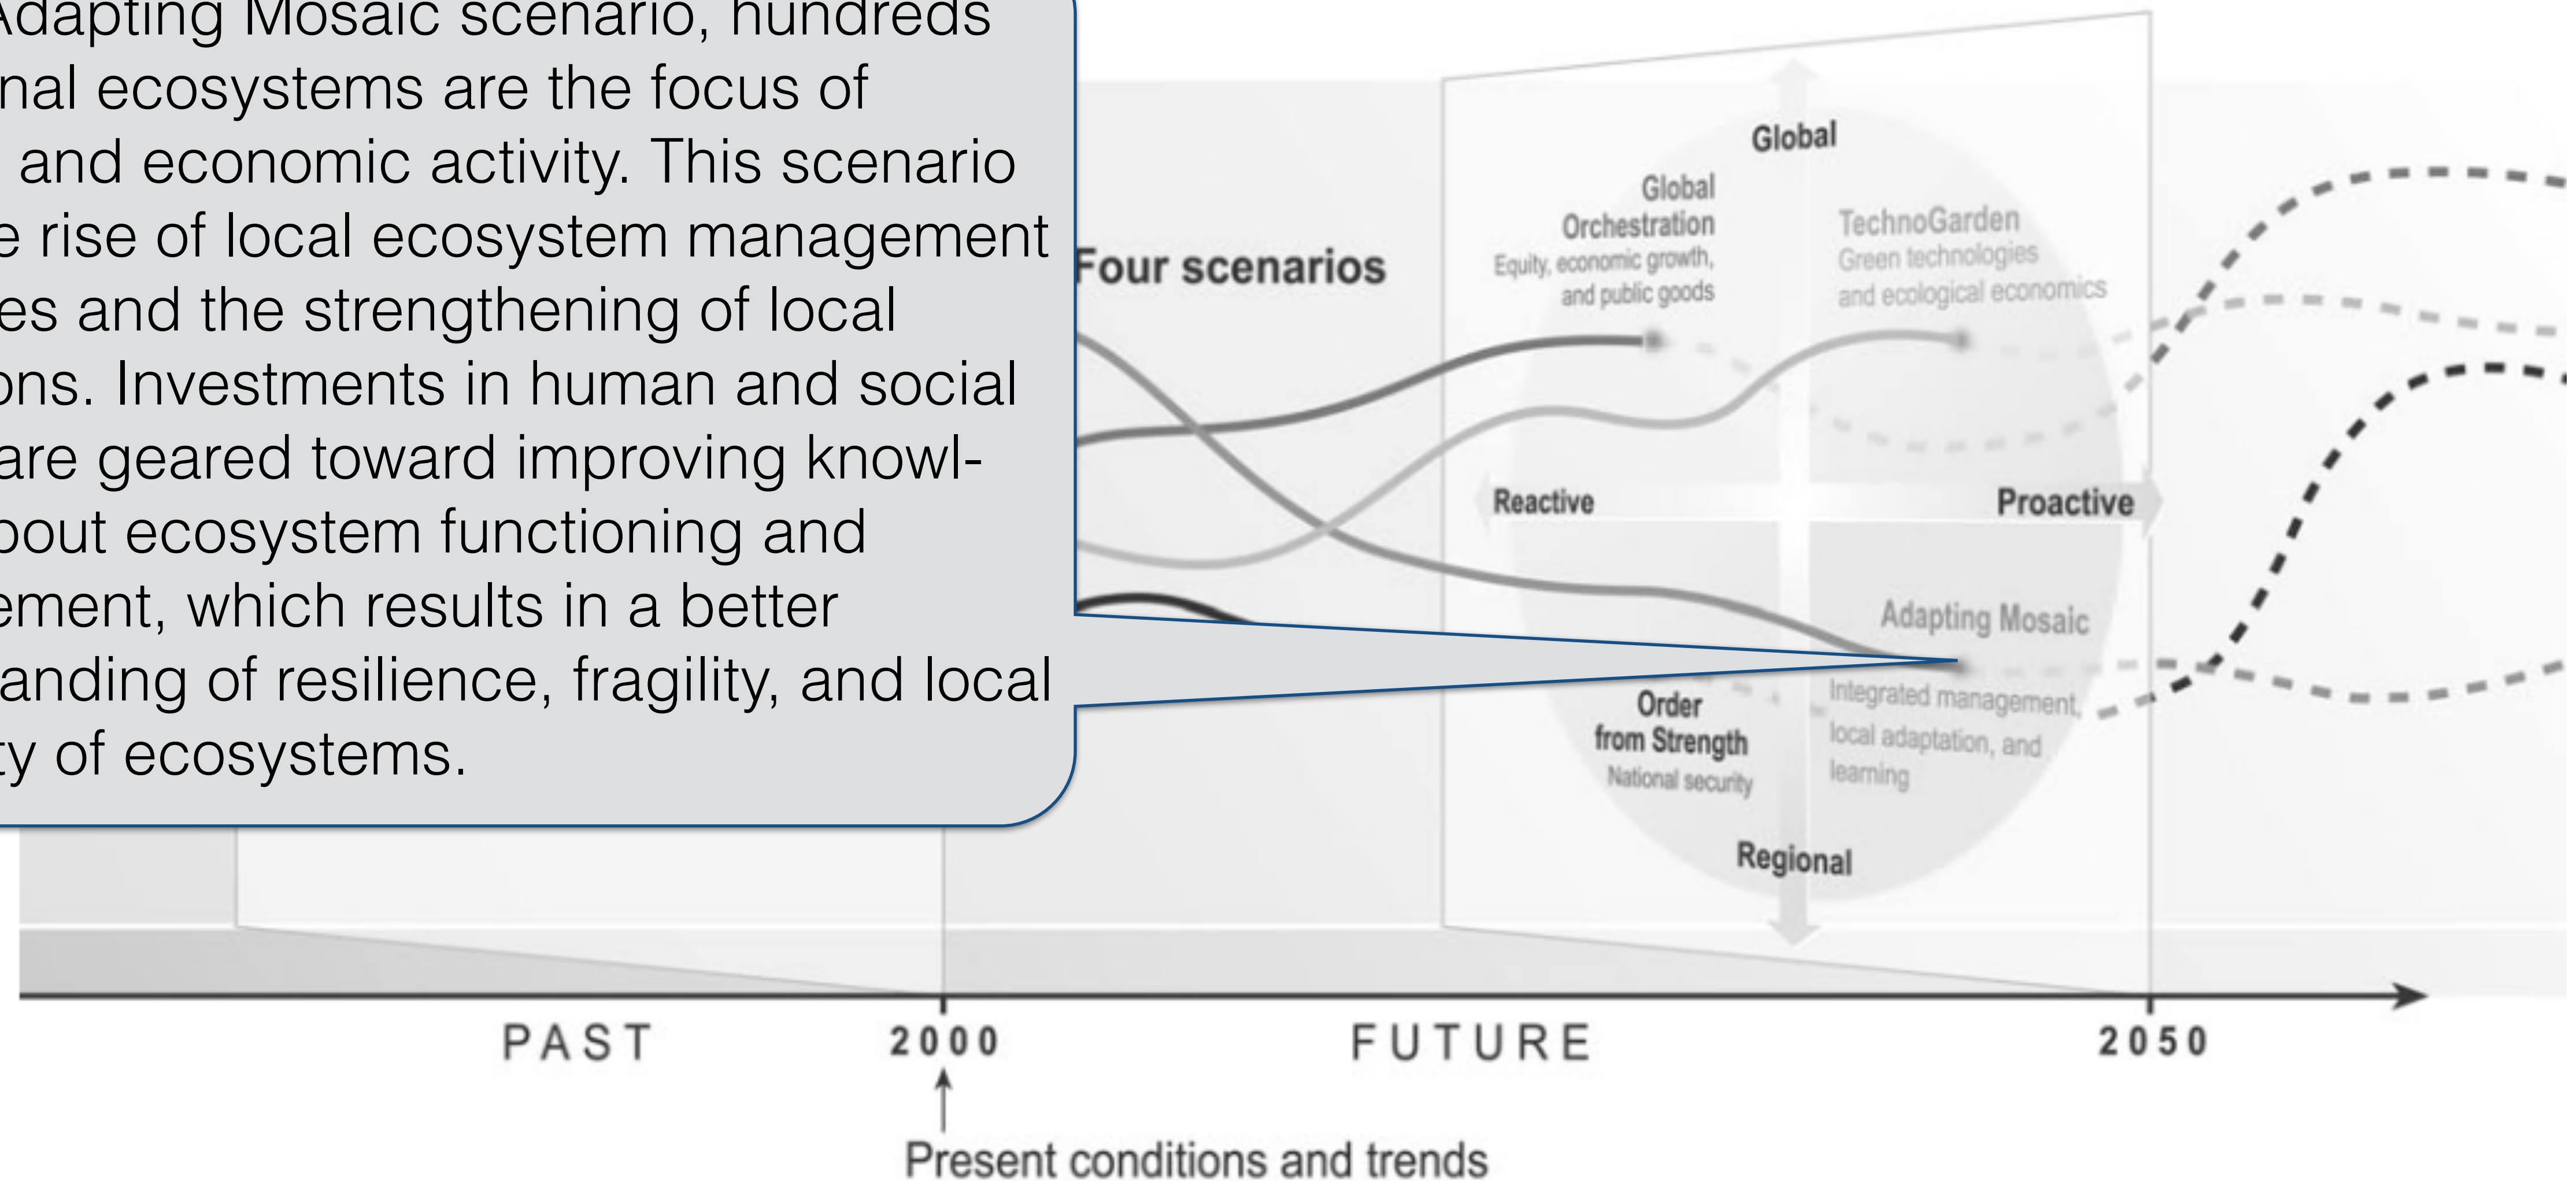 Adapting Mosaic scenario, hundreds
nal ecosystems are the focus of
and economic activity. This scenario
e rise of local ecosystem management
es and the strengthening of local
ons. Investments in human and social
are geared toward improving knowl-
bout ecosystem functioning and
ement, which results in a better
anding of resilience, fragility, and local
ty of ecosystems.
Four scenarios
Global
Global
Orchestration
Equity, economic growth,
and public goods
TechnoGarden
Green technologies
and ecological economics
Reactive
Proactive
Order
from Strength
National security
Adapting Mosaic
Integrated management,
local adaptation, and
learning
Regional
PAST
2000
FUTURE
2050
Present conditions and trends